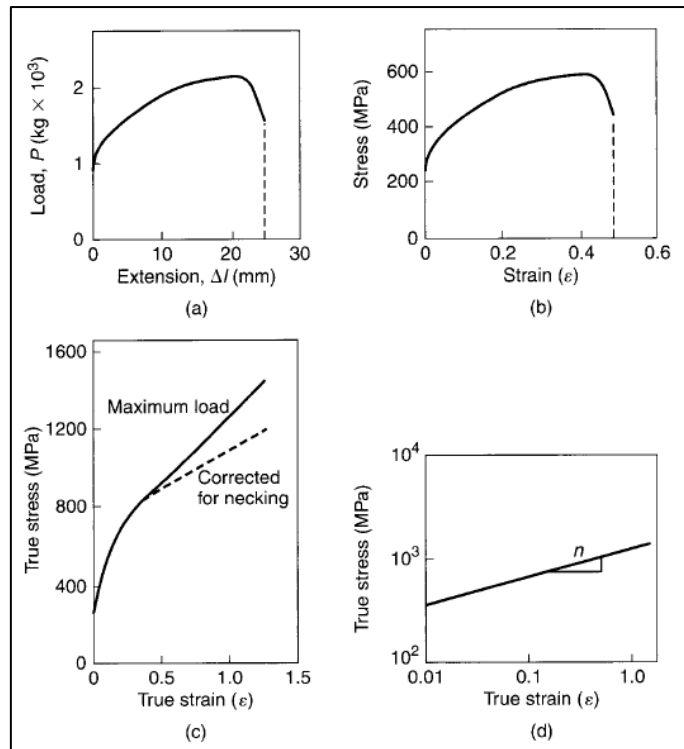 Load, P (kg × 10³)
2
1
0
0
10
20
30
Extension, Δl (mm)
(a)
Stress (MPa)
600
400
200
0
0
0.2
0.4
0.6
Strain (ε)
(b)
True stress (MPa)
1600
1200
800
400
0
Maximum load
Corrected
for necking
0
0.5
1.0
1.5
True strain (ε)
(c)
True stress (MPa)
10⁴
10³
10²
n
0.01
0.1
1.0
True strain (ε)
(d)